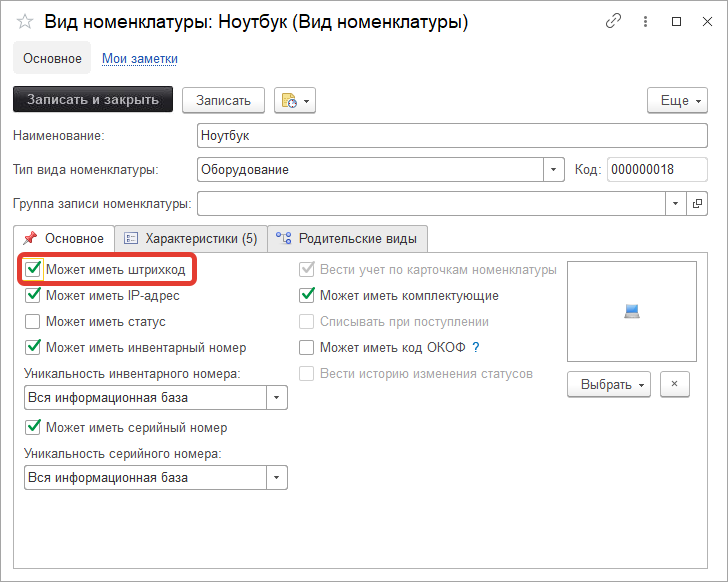 Вид номенклатуры: Ноутбук (Вид номенклатуры)
Основное Мои заметки
Записать и закрыть Записать Еще
Наименование: Ноутбук
Тип вида номенклатуры: Оборудование Код: 000000018
Группа записи номенклатуры:
Основное Характеристики (5) Родительские виды
Может иметь штрихкод Вести учет по карточкам номенклатуры
Может иметь IP-адрес Может иметь комплектующие
Может иметь статус Списывать при поступлении
Может иметь инвентарный номер Может иметь код ОКОФ ?
Уникальность инвентарного номера: Вести историю изменения статусов
Вся информационная база Выбрать ×
Может иметь серийный номер
Уникальность серийного номера:
Вся информационная база